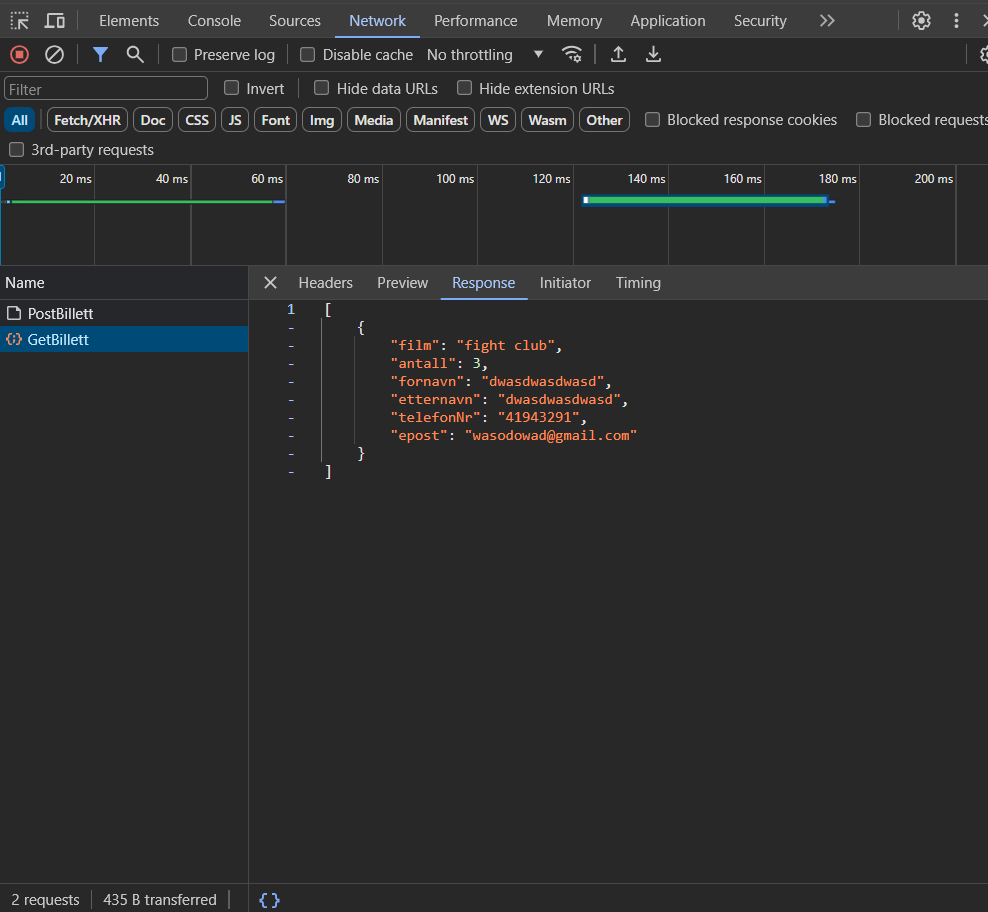 Elements Console Sources Network Performance Memory Application Security
Preserve log Disable cache No throttling
Filter Invert Hide data URLs Hide extension URLs
All Fetch/XHR Doc CSS JS Font Img Media Manifest WS Wasm Other Blocked response cookies Blocked requests
3rd-party requests
20 ms 40 ms 60 ms 80 ms 100 ms 120 ms 140 ms 160 ms 180 ms 200 ms
Name Headers Preview Response Initiator Timing
PostBillett
GetBillett
1 [
- {
- "film": "fight club",
- "antall": 3,
- "fornavn": "dwasdwasdwasd",
- "etternavn": "dwasdwasdwasd",
- "telefonNr": "41943291",
- "epost": "wasodowad@gmail.com"
- }
- ]
2 requests 435 B transferred { }